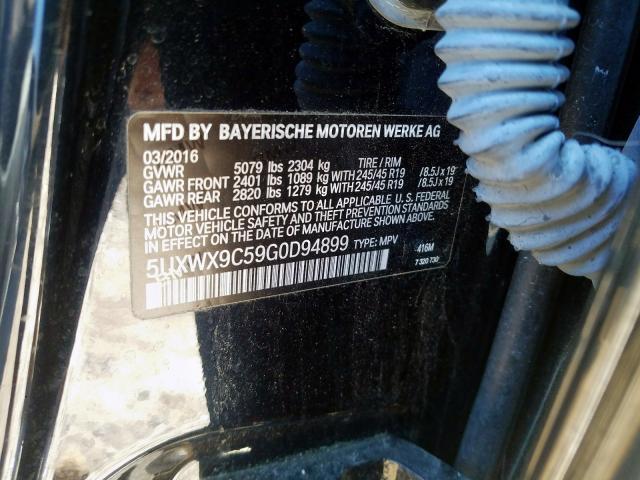 MFD BY BAYERISCHE MOTOREN WERKE AG
03/2016 TIRE / RIM
GVWR 5079 lbs 2304 kg
GAWR FRONT 2401 lbs 1089 kg WITH 245/45 R19 / 8.5J x 19
GAWR REAR 2820 lbs 1279 kg WITH 245/45 R19 / 8.5J x 19
THIS VEHICLE CONFORMS TO ALL APPLICABLE U.S. FEDERAL
MOTOR VEHICLE SAFETY AND THEFT PREVENTION STANDARDS
IN EFFECT ON THE DATE OF MANUFACTURE SHOWN ABOVE.
5UXWX9C59G0D94899 TYPE: MPV 416M
7 320 730